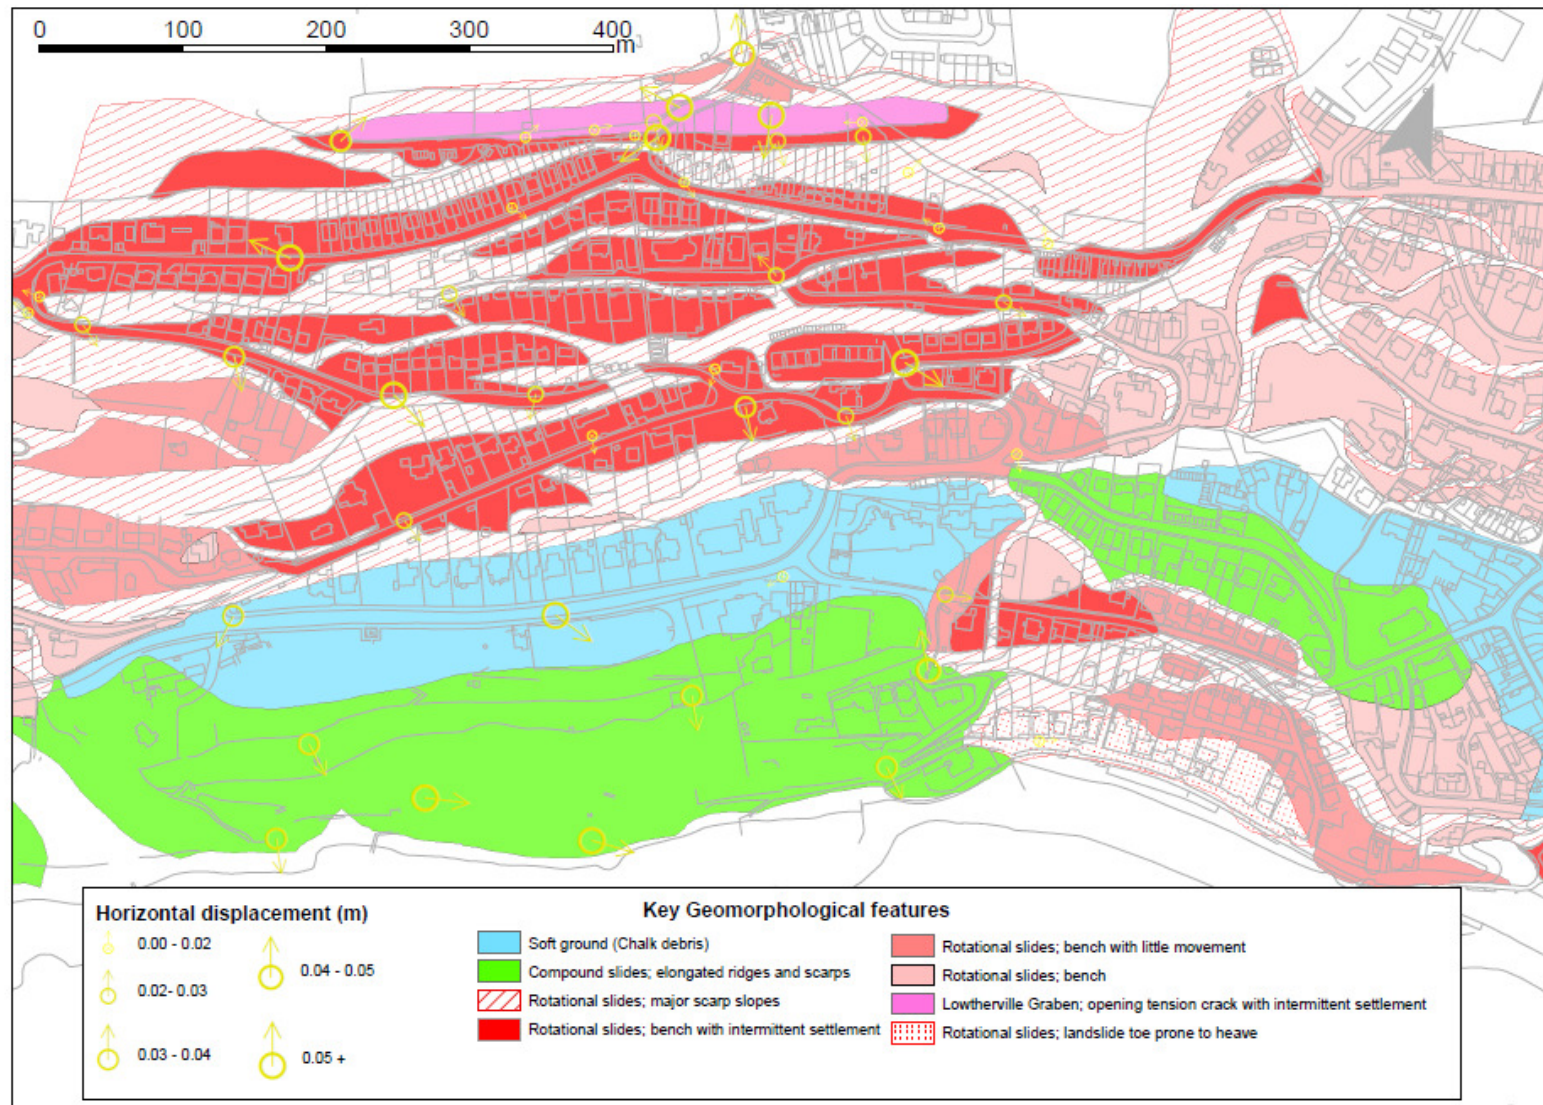 0 100 200 300 400
m
Horizontal displacement (m)
0.00 - 0.02
0.02- 0.03
0.03 - 0.04
0.04 - 0.05
0.05 +
Key Geomorphological features
Soft ground (Chalk debris)
Compound slides; elongated ridges and scarps
Rotational slides; major scarp slopes
Rotational slides; bench with intermittent settlement
Rotational slides; bench with little movement
Rotational slides; bench
Lowtherville Graben; opening tension crack with intermittent settlement
Rotational slides; landslide toe prone to heave